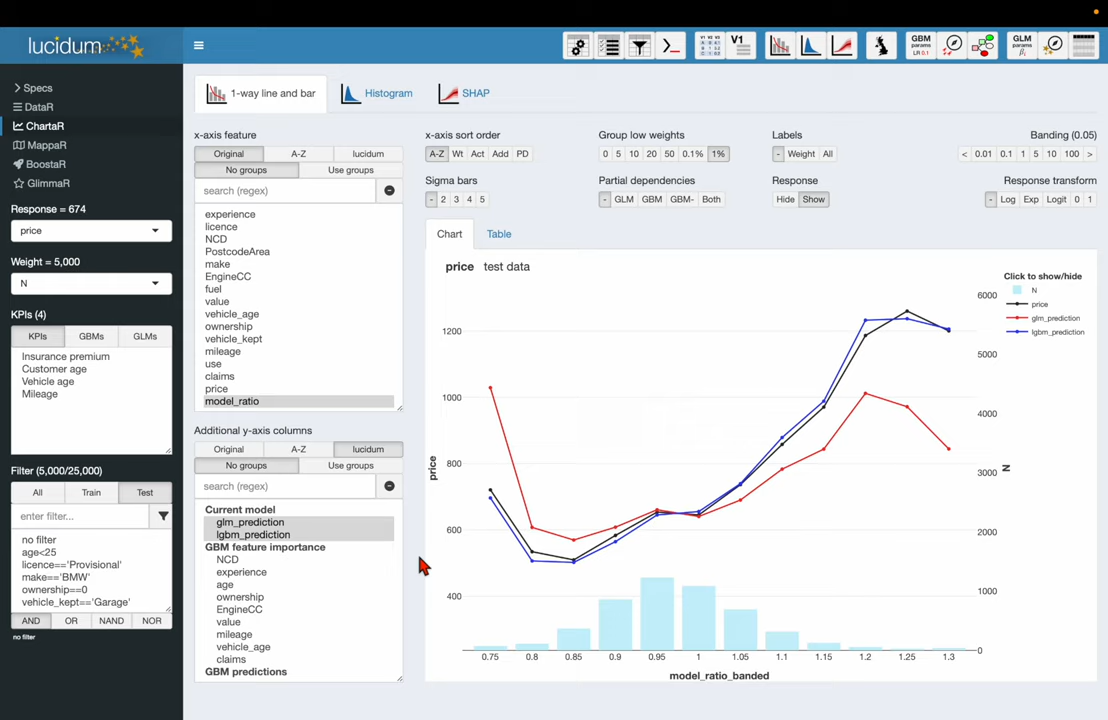 lucidum
V1 V2 V3
V1
GBM
params
LR 0.1
GLM
params
β₁
Specs
DataR
ChartaR
MappaR
BoostaR
GlimmaR
Response = 674
price
Weight = 5,000
N
KPIs (4)
KPIs GBMs GLMs
Insurance premium
Customer age
Vehicle age
Mileage
Filter (5,000/25,000)
All Train Test
enter filter...
no filter
age<25
licence=='Provisional'
make=='BMW'
ownership==0
vehicle_kept=='Garage'
AND OR NAND NOR
no filter
1-way line and bar Histogram SHAP
x-axis feature
Original A-Z lucidum
No groups Use groups
search (regex)
experience
licence
NCD
PostcodeArea
make
EngineCC
fuel
value
vehicle_age
ownership
vehicle_kept
mileage
use
claims
price
model_ratio
Additional y-axis columns
Original A-Z lucidum
No groups Use groups
search (regex)
Current model
glm_prediction
lgbm_prediction
GBM feature importance
NCD
experience
age
ownership
EngineCC
value
mileage
vehicle_age
claims
GBM predictions
x-axis sort order
A-Z Wt Act Add PD
Group low weights
0 5 10 20 50 0.1% 1%
Labels
- Weight All
Banding (0.05)
< 0.01 0.1 1 5 10 100 >
Sigma bars
- 2 3 4 5
Partial dependencies
- GLM GBM GBM- Both
Response
Hide Show
Response transform
- Log Exp Logit 0 1
Chart Table
price test data
Click to show/hide
N
price
glm_prediction
lgbm_prediction
price
1200
1000
800
600
400
6000
5000
4000
3000
2000
1000
0
N
0.75 0.8 0.85 0.9 0.95 1 1.05 1.1 1.15 1.2 1.25 1.3
model_ratio_banded